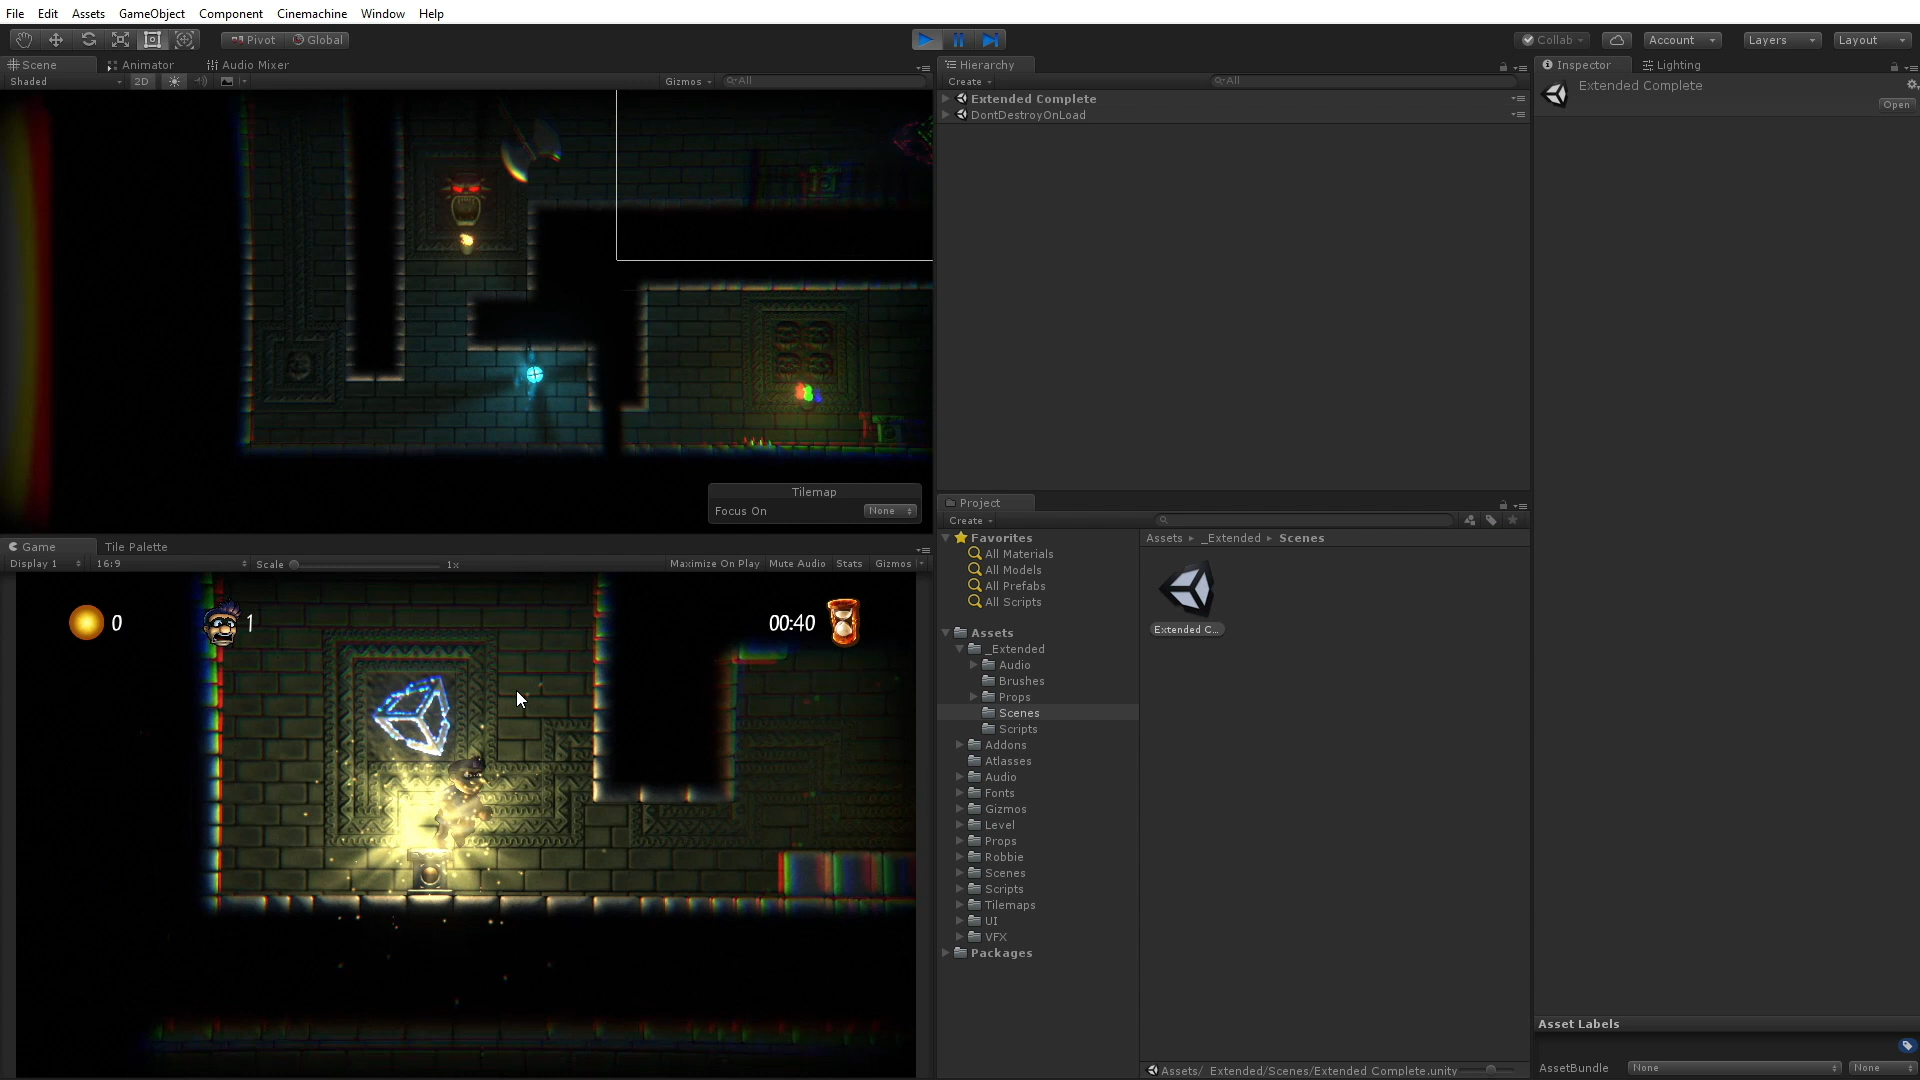 File Edit Assets GameObject Component Cinemachine Window Help
Pivot Global
Collab Account Layers Layout
Scene Animator Audio Mixer
Shaded 2D Gizmos All
Tilemap
Focus On None
Game Tile Palette
Display 1 16:9 Scale 1x Maximize On Play Mute Audio Stats Gizmos
0 1 00:40
Hierarchy
Create All
Extended Complete
DontDestroyOnLoad
Project
Create
Favorites
All Materials
All Models
All Prefabs
All Scripts
Assets
_Extended
Audio
Brushes
Props
Scenes
Scripts
Addons
Atlasses
Audio
Fonts
Gizmos
Level
Props
Robbie
Scenes
Scripts
Tilemaps
UI
VFX
Packages
Assets _Extended Scenes
Extended C...
Assets/_Extended/Scenes/Extended Complete.unity
Inspector Lighting
Extended Complete
Open
Asset Labels
AssetBundle None None